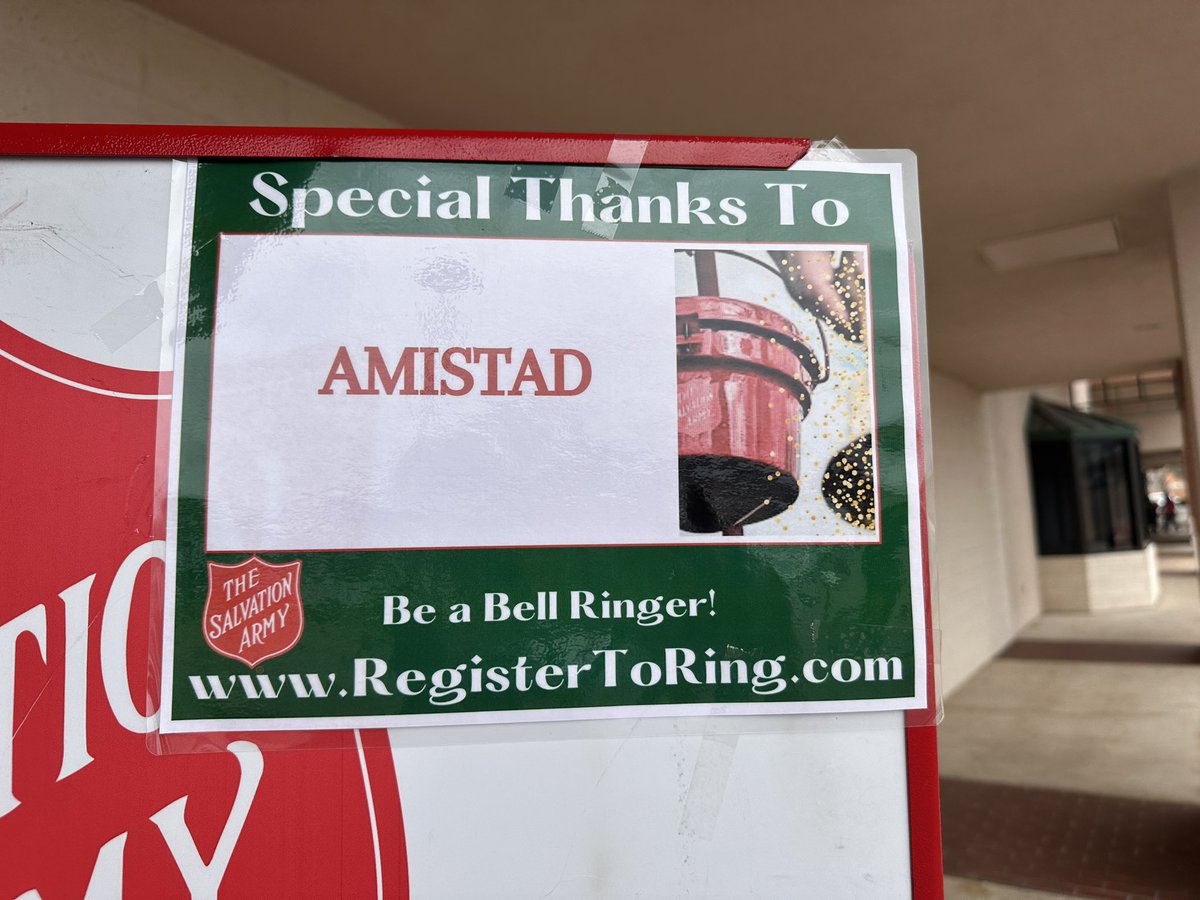 Special Thanks To
AMISTAD
THE
SALVATION
ARMY
Be a Bell Ringer!
www.RegisterToRing.com